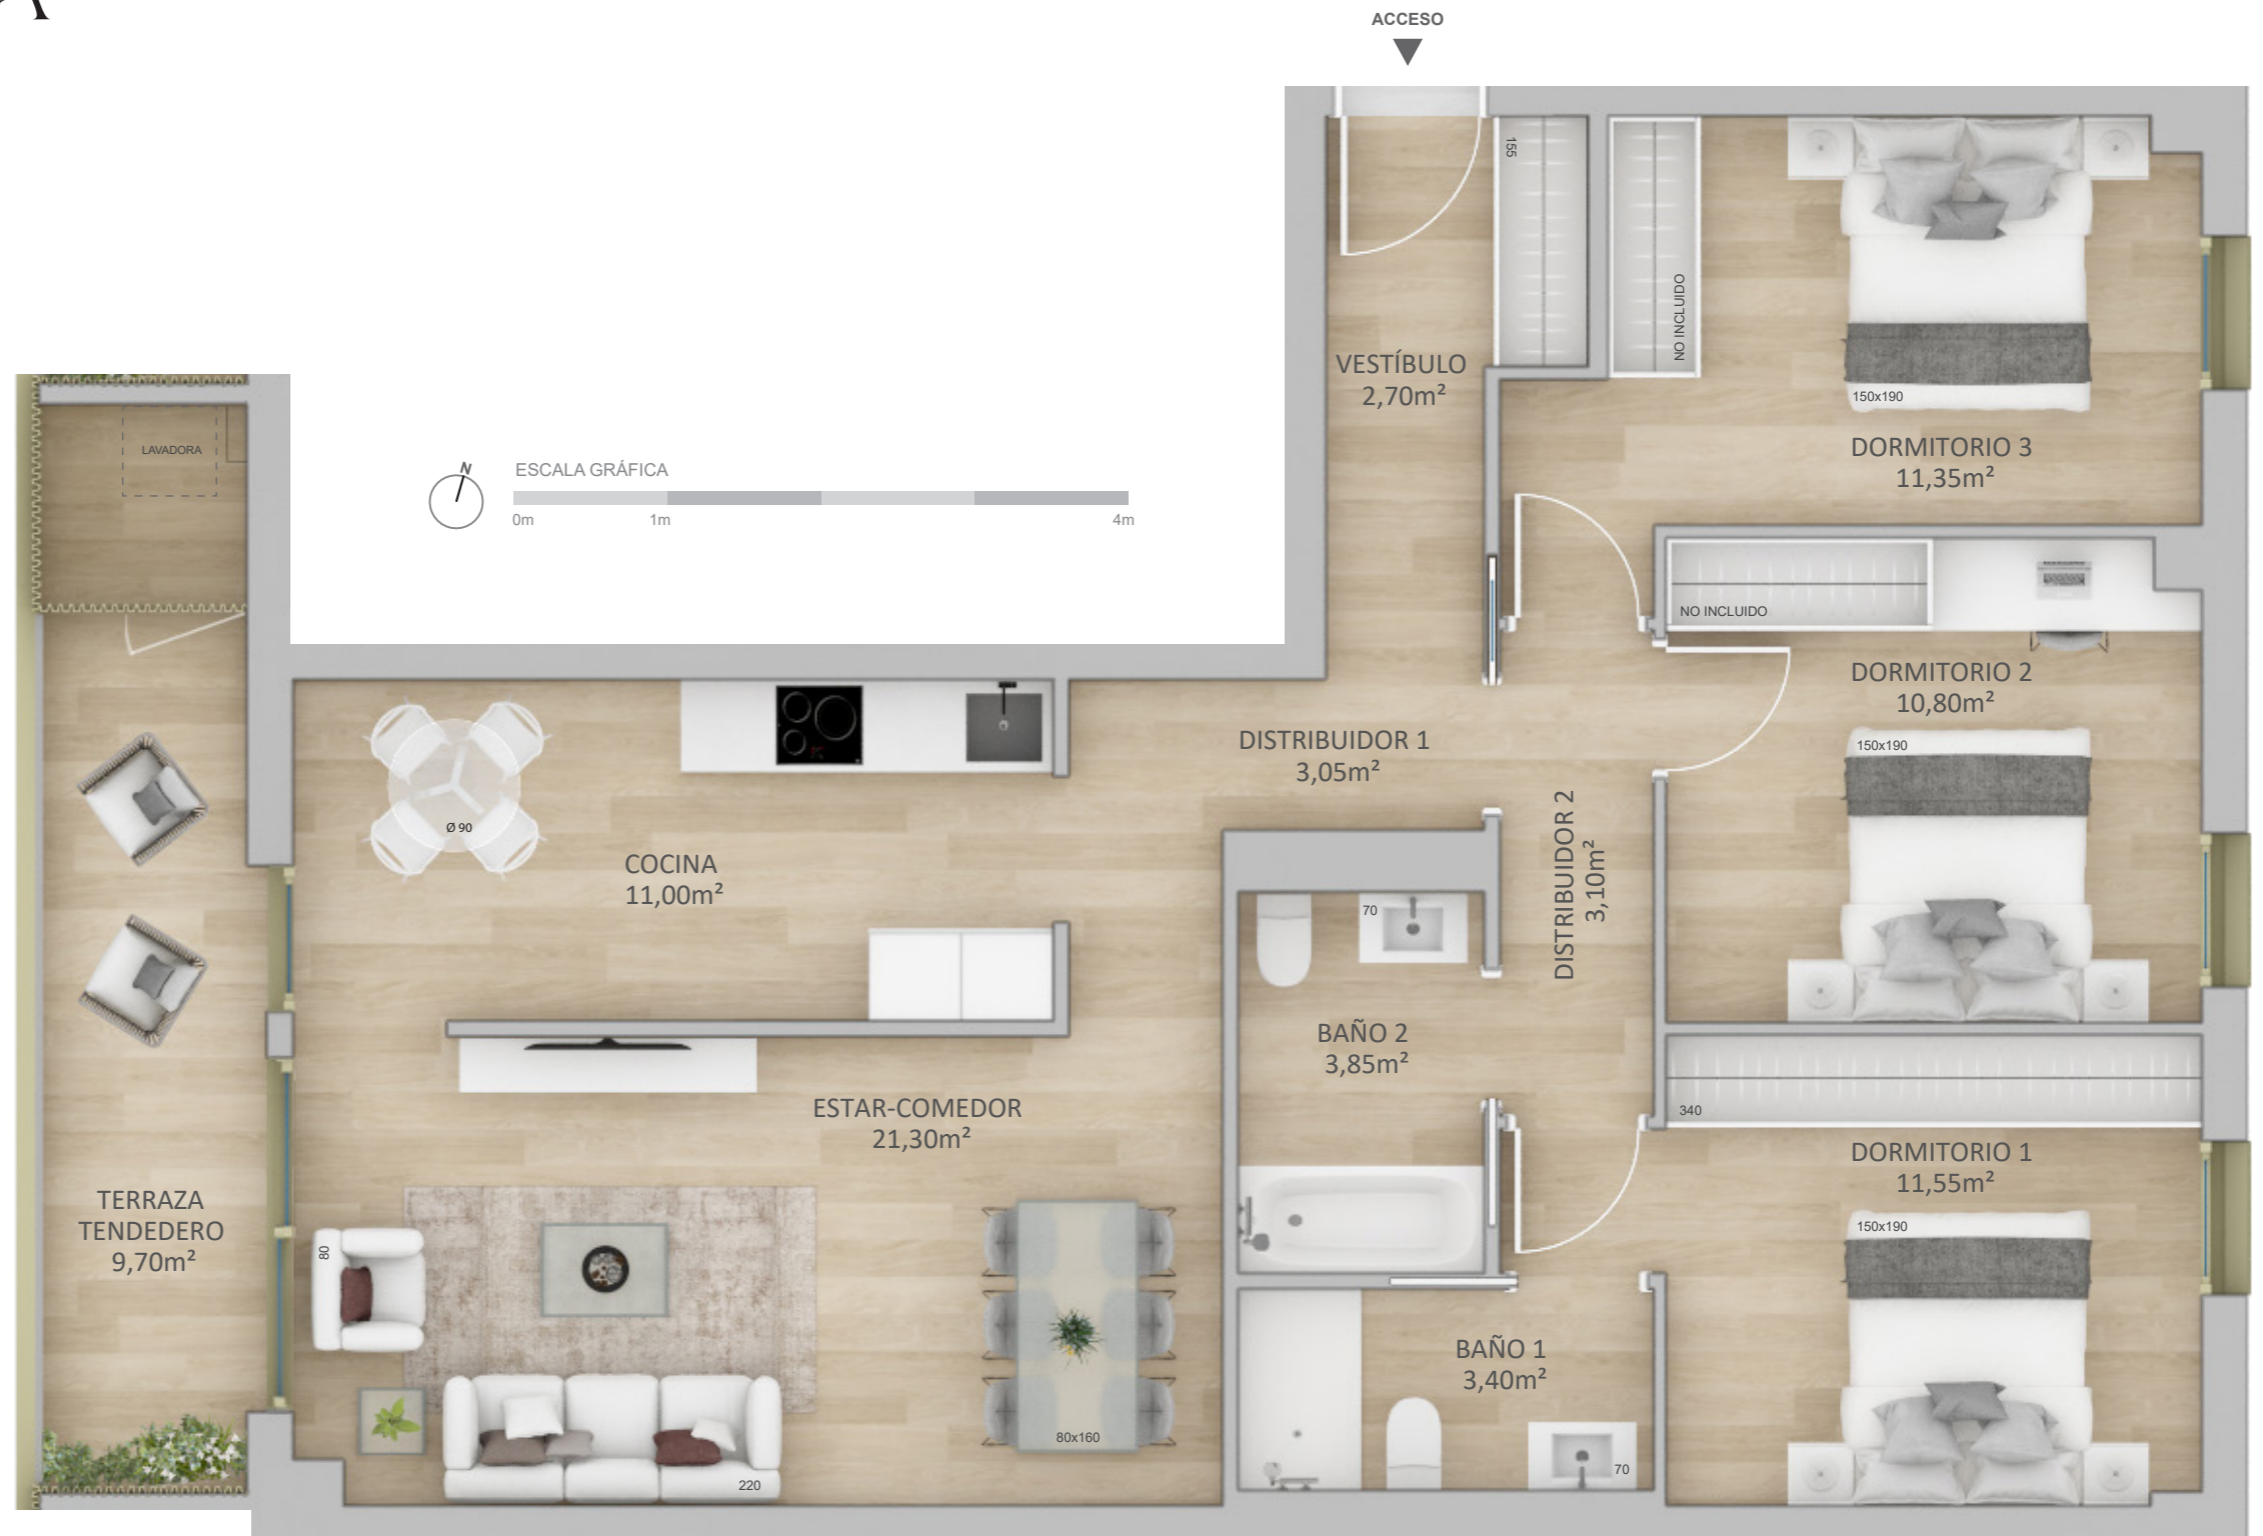 ACCESO
155
NO INCLUIDO
VESTÍBULO
2,70m²
150x190
DORMITORIO 3
11,35m²
LAVADORA
N
ESCALA GRÁFICA
0m
1m
4m
NO INCLUIDO
DORMITORIO 2
10,80m²
150x190
DISTRIBUIDOR 1
3,05m²
DISTRIBUIDOR 2
3,10m²
Ø 90
COCINA
11,00m²
70
BAÑO 2
3,85m²
ESTAR-COMEDOR
21,30m²
340
DORMITORIO 1
11,55m²
150x190
TERRAZA
TENDEDERO
9,70m²
80
BAÑO 1
3,40m²
80x160
220
70